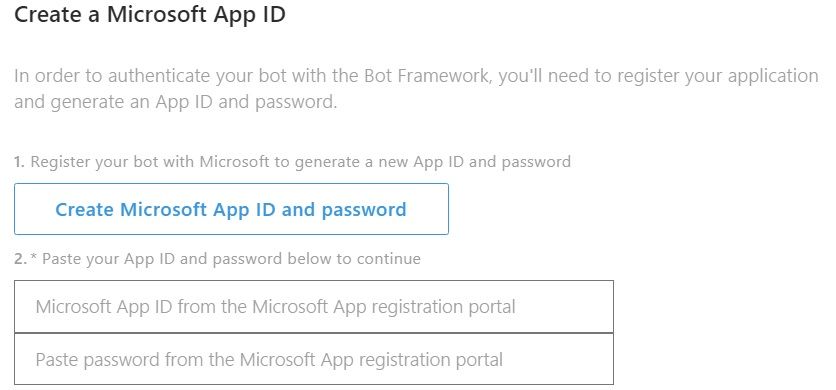 Create a Microsoft App ID
In order to authenticate your bot with the Bot Framework, you'll need to register your application
and generate an App ID and password.
1. Register your bot with Microsoft to generate a new App ID and password
Create Microsoft App ID and password
2.* Paste your App ID and password below to continue
Microsoft App ID from the Microsoft App registration portal
Paste password from the Microsoft App registration portal